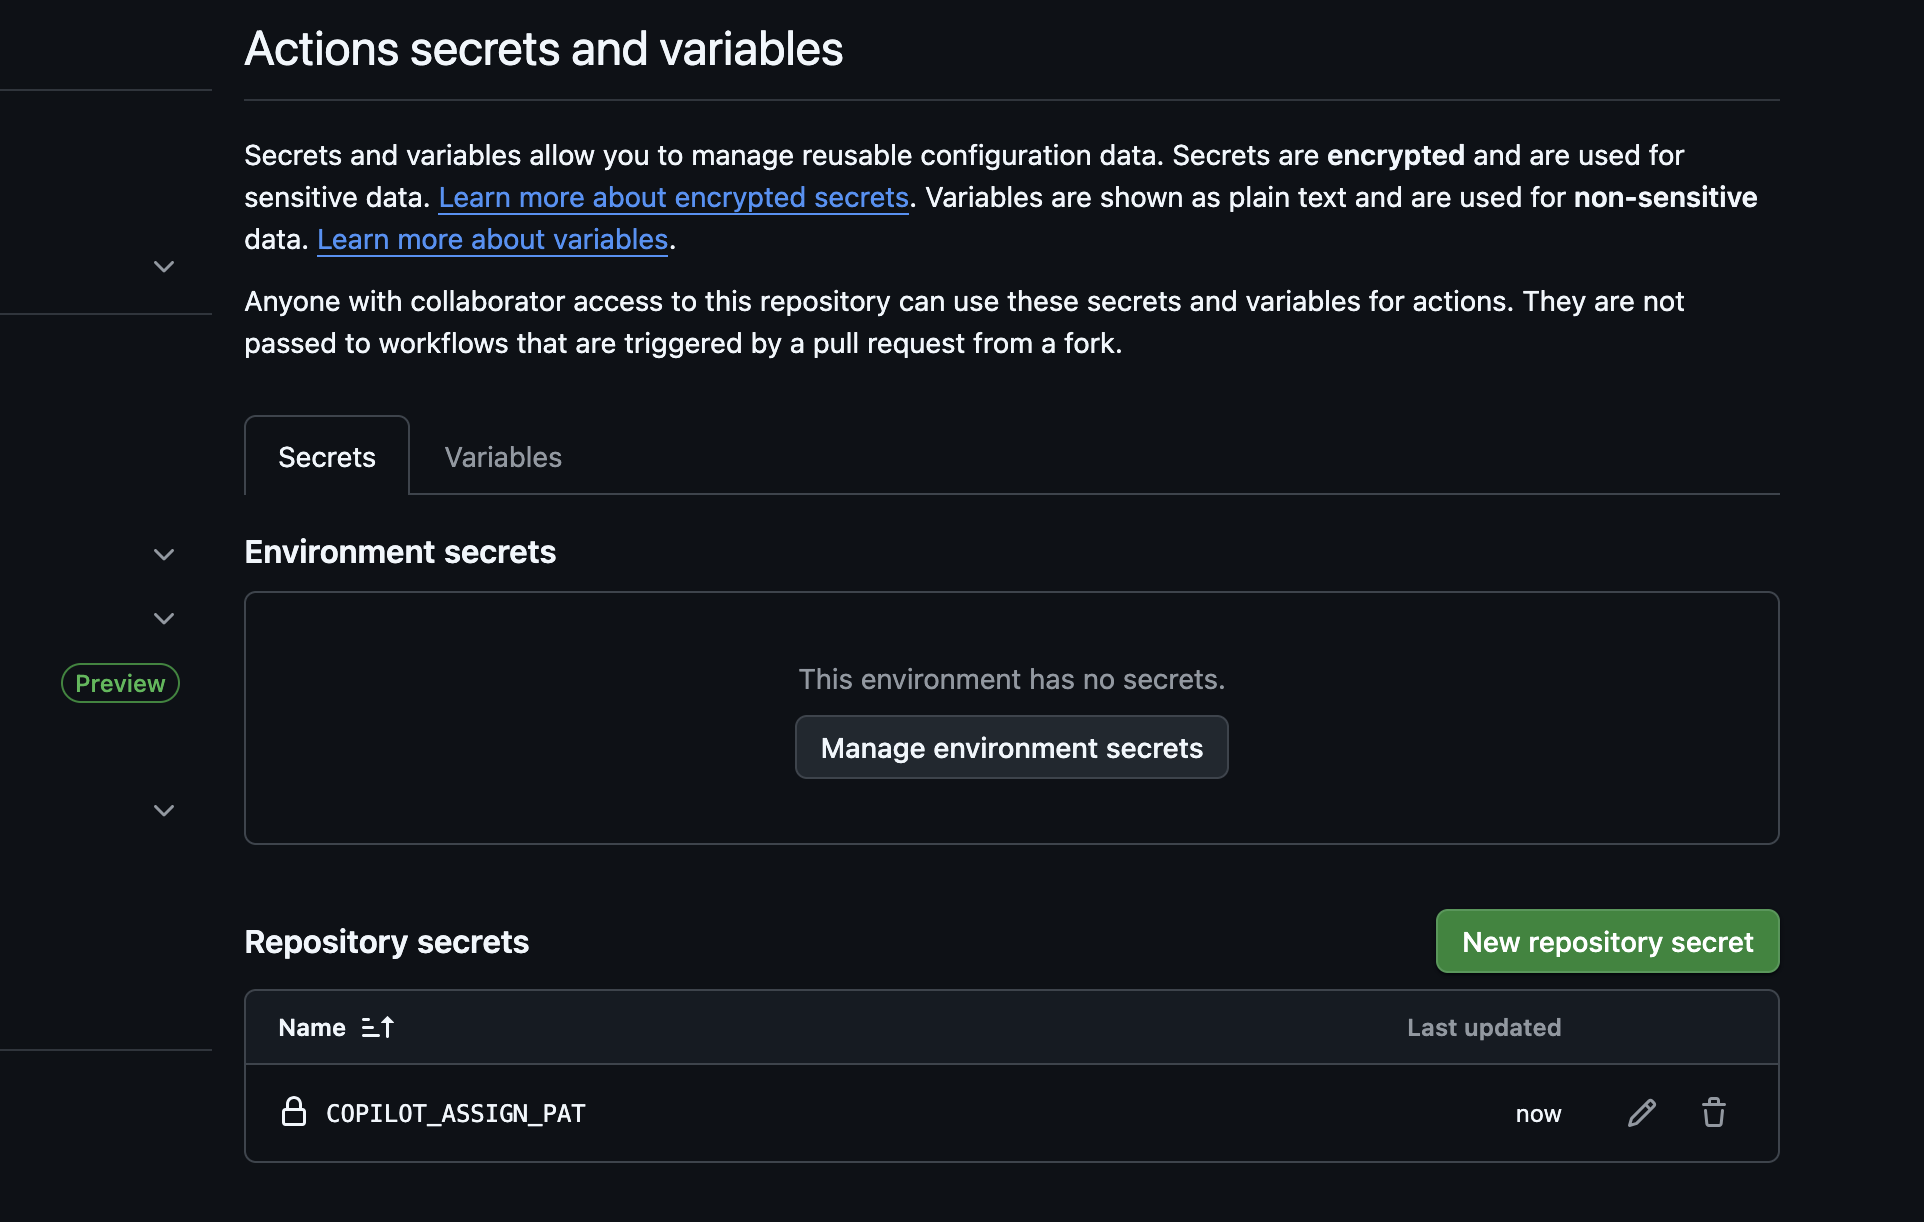 Actions secrets and variables
Secrets and variables allow you to manage reusable configuration data. Secrets are encrypted and are used for
sensitive data. Learn more about encrypted secrets. Variables are shown as plain text and are used for non-sensitive
data. Learn more about variables.
Anyone with collaborator access to this repository can use these secrets and variables for actions. They are not
passed to workflows that are triggered by a pull request from a fork.
Secrets Variables
Environment secrets
This environment has no secrets.
Preview
Manage environment secrets
Repository secrets New repository secret
Name Last updated
COPILOT_ASSIGN_PAT now